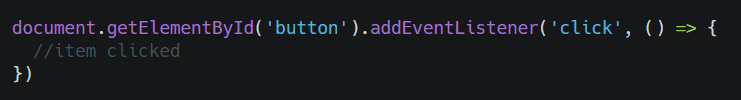 document.getElementById('button').addEventListener('click', () => {
  //item clicked
})